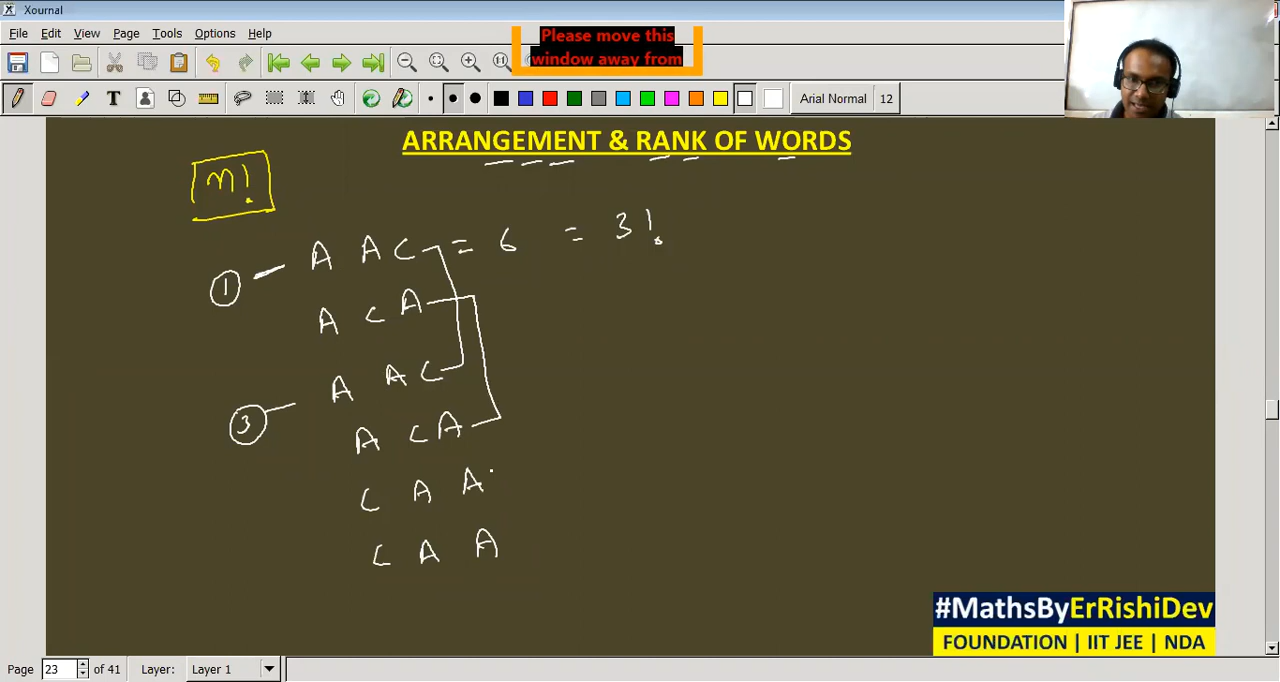 Xournal
File Edit View Page Tools Options Help
Please move this
window away from
Arial Normal 12
ARRANGEMENT & RANK OF WORDS
n!
① A A C = 6 = 3!
A C A
③ A A C
A C A
C A A
C A A
#MathsByErRishiDev
FOUNDATION | IIT JEE | NDA
Page 23 of 41 Layer: Layer 1